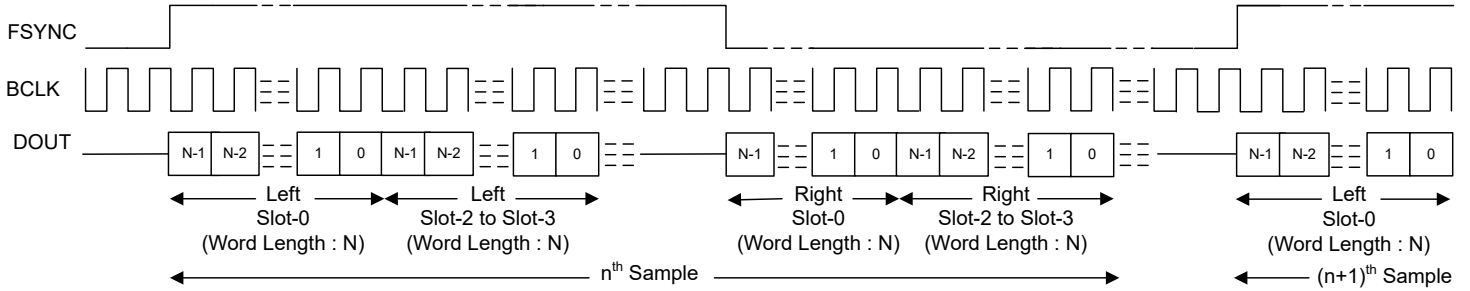 FSYNC
BCLK
DOUT
N-1 N-2 1 0 N-1 N-2 1 0 N-1 1 0 N-1 N-2 1 0 N-1 N-2 1 0
Left Left Right Right Left
Slot-0 Slot-2 to Slot-3 Slot-0 Slot-2 to Slot-3 Slot-0
(Word Length : N) (Word Length : N) (Word Length : N) (Word Length : N) (Word Length : N)
nth Sample (n+1)th Sample